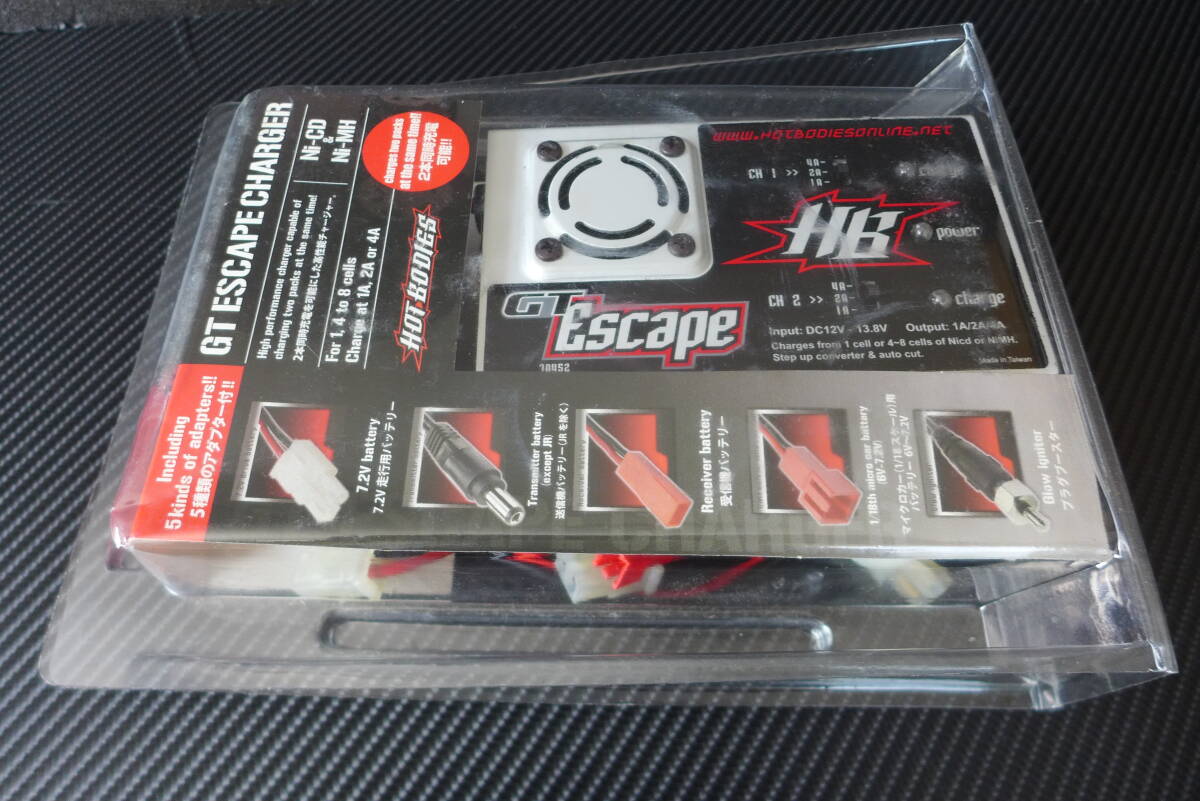 GT ESCAPE CHARGER
High performance charger capable of
charging two packs at the same time!
2本同時充電を可能にした高性能チャージャー。
Ni-CD
&
Ni-MH
For 1, 4, to 8 cells
Charge at 1A, 2A or 4A
charges two packs
at the same time!!
2本同時充電
可能!!
HOT BODIES
WWW.HOTBODIESONLINE.NET
CH 1 >>
4A-
2A-
1A-
charge
HB
power
CH 2 >>
4A-
2A-
1A-
charge
GT
Escape
30452
Input: DC12V - 13.8V Output: 1A/2A/4A
Charges from 1 cell or 4~8 cells of Nicd or NiMH.
Step up converter & auto cut.
Made in Taiwan
Including
5 kinds of adapters!!
5種類のアダプター付!!
7.2V battery
7.2V 走行用バッテリー
Transmitter battery
(except JR)
送信機バッテリー(JRを除く)
Receiver battery
受信機バッテリー
1/18th micro car battery
(6V-7.2V)
マイクロカー(1/18スケール)用
バッテリー 6V~7.2V
Glow igniter
プラグブースター
CHARGER